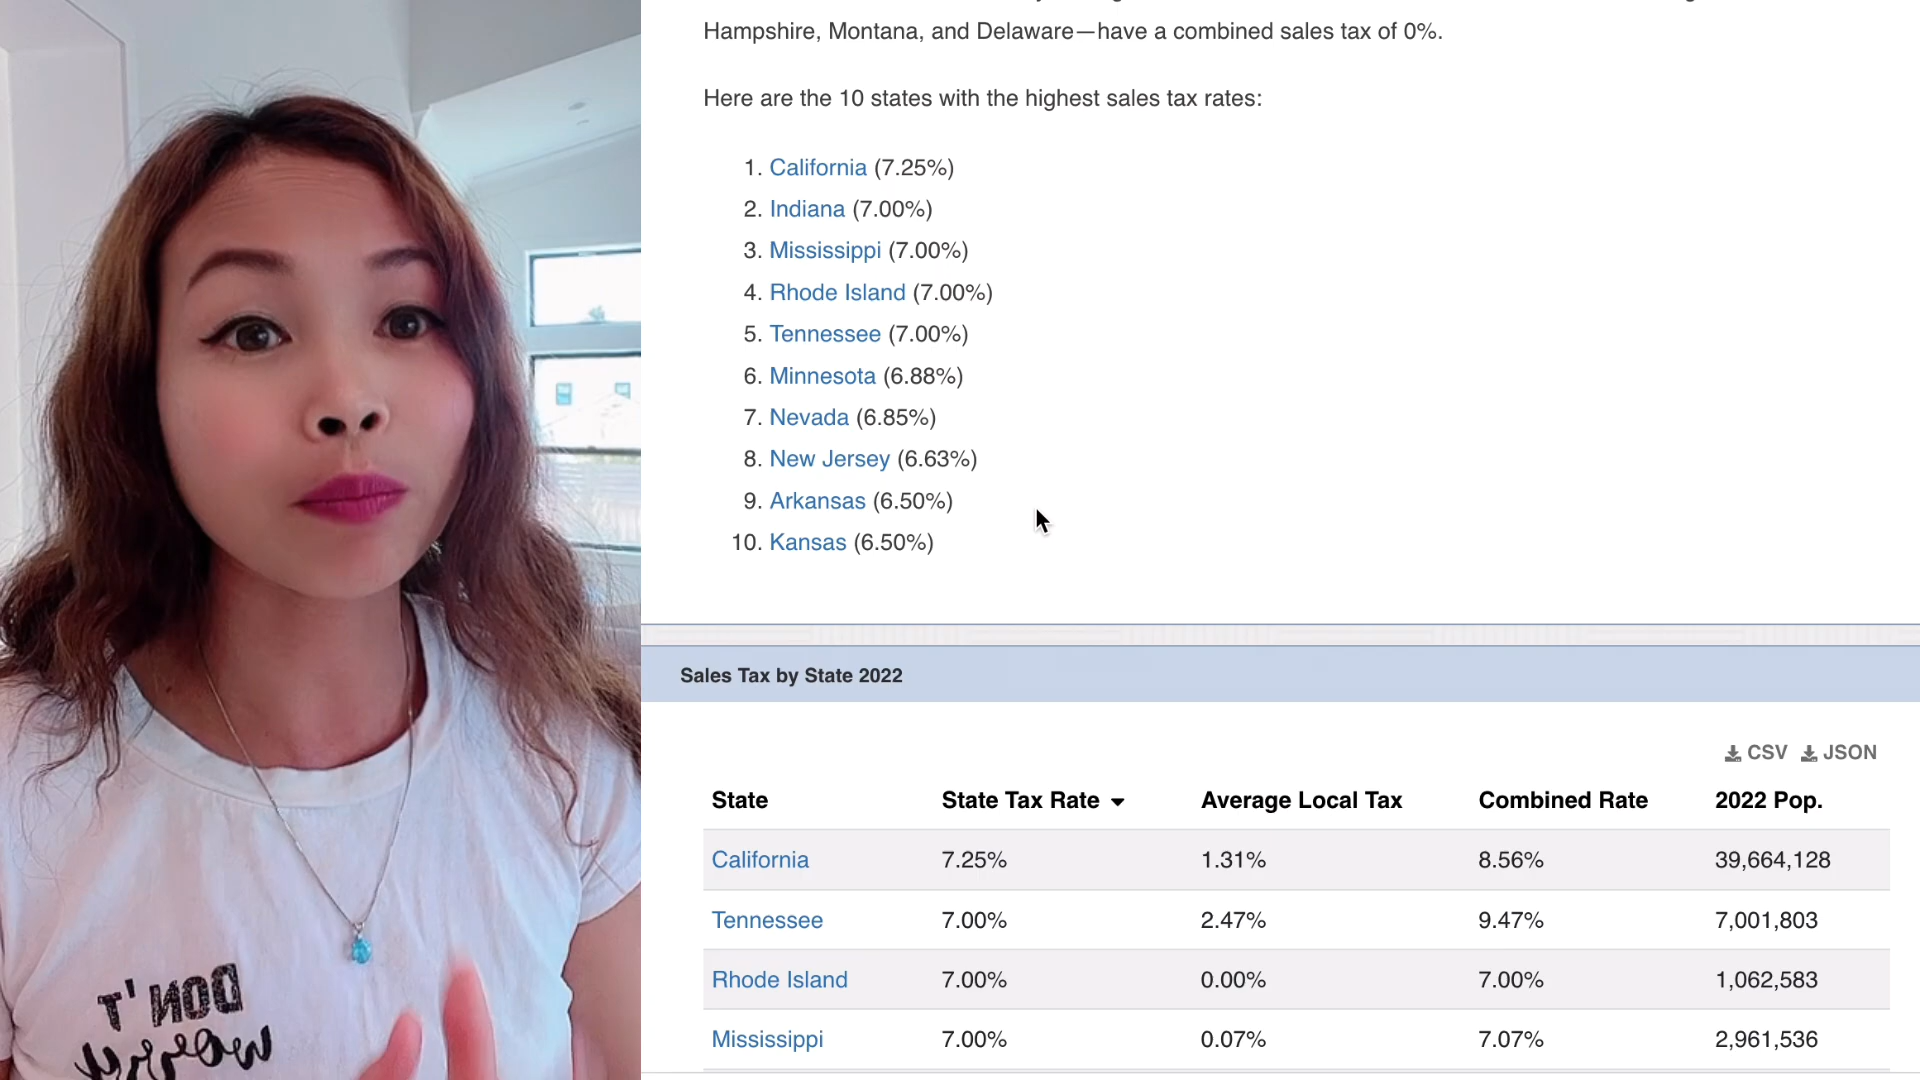 Hampshire, Montana, and Delaware—have a combined sales tax of 0%.
Here are the 10 states with the highest sales tax rates:
1. California (7.25%)
2. Indiana (7.00%)
3. Mississippi (7.00%)
4. Rhode Island (7.00%)
5. Tennessee (7.00%)
6. Minnesota (6.88%)
7. Nevada (6.85%)
8. New Jersey (6.63%)
9. Arkansas (6.50%)
10. Kansas (6.50%)
Sales Tax by State 2022
CSV JSON
State State Tax Rate Average Local Tax Combined Rate 2022 Pop.
California 7.25% 1.31% 8.56% 39,664,128
Tennessee 7.00% 2.47% 9.47% 7,001,803
Rhode Island 7.00% 0.00% 7.00% 1,062,583
Mississippi 7.00% 0.07% 7.07% 2,961,536
DON'T
worry